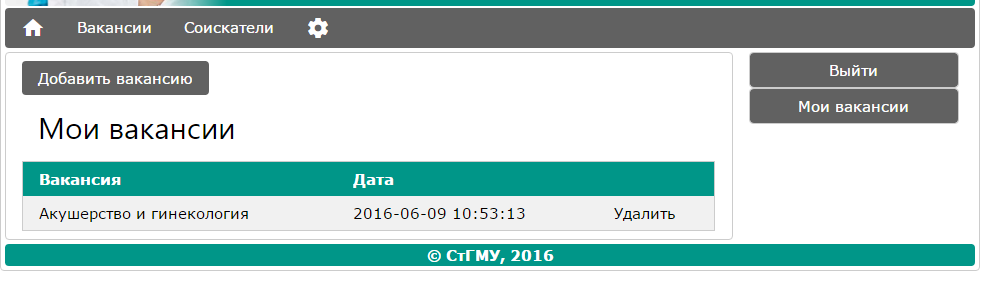 Вакансии Соискатели
Добавить вакансию
Выйти
Мои вакансии
Мои вакансии
Вакансия Дата
Акушерство и гинекология 2016-06-09 10:53:13 Удалить
© СтГМУ, 2016